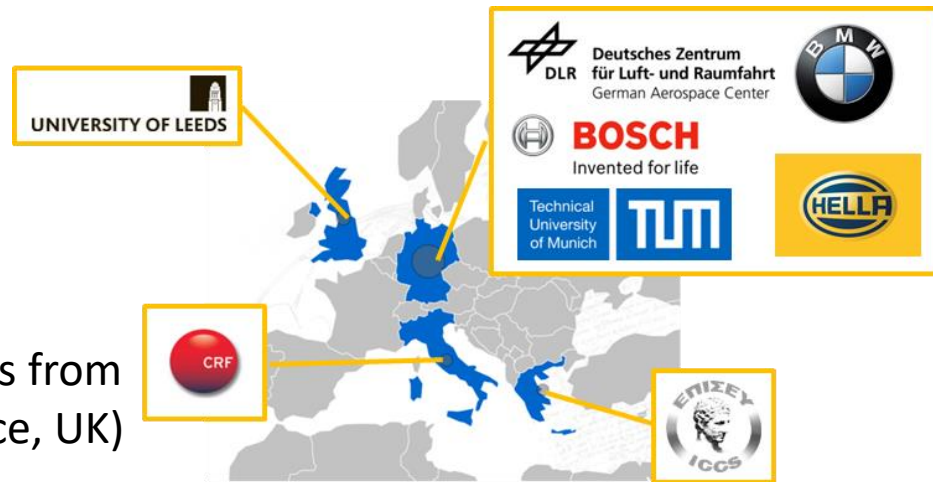 UNIVERSITY OF LEEDS
DLR
Deutsches Zentrum
für Luft- und Raumfahrt
German Aerospace Center
BMW
BOSCH
Invented for life
Technical
University
of Munich
TUM
HELLA
CRF
s from
ce, UK)
ΕΠΙΣΕΥ
ICCS